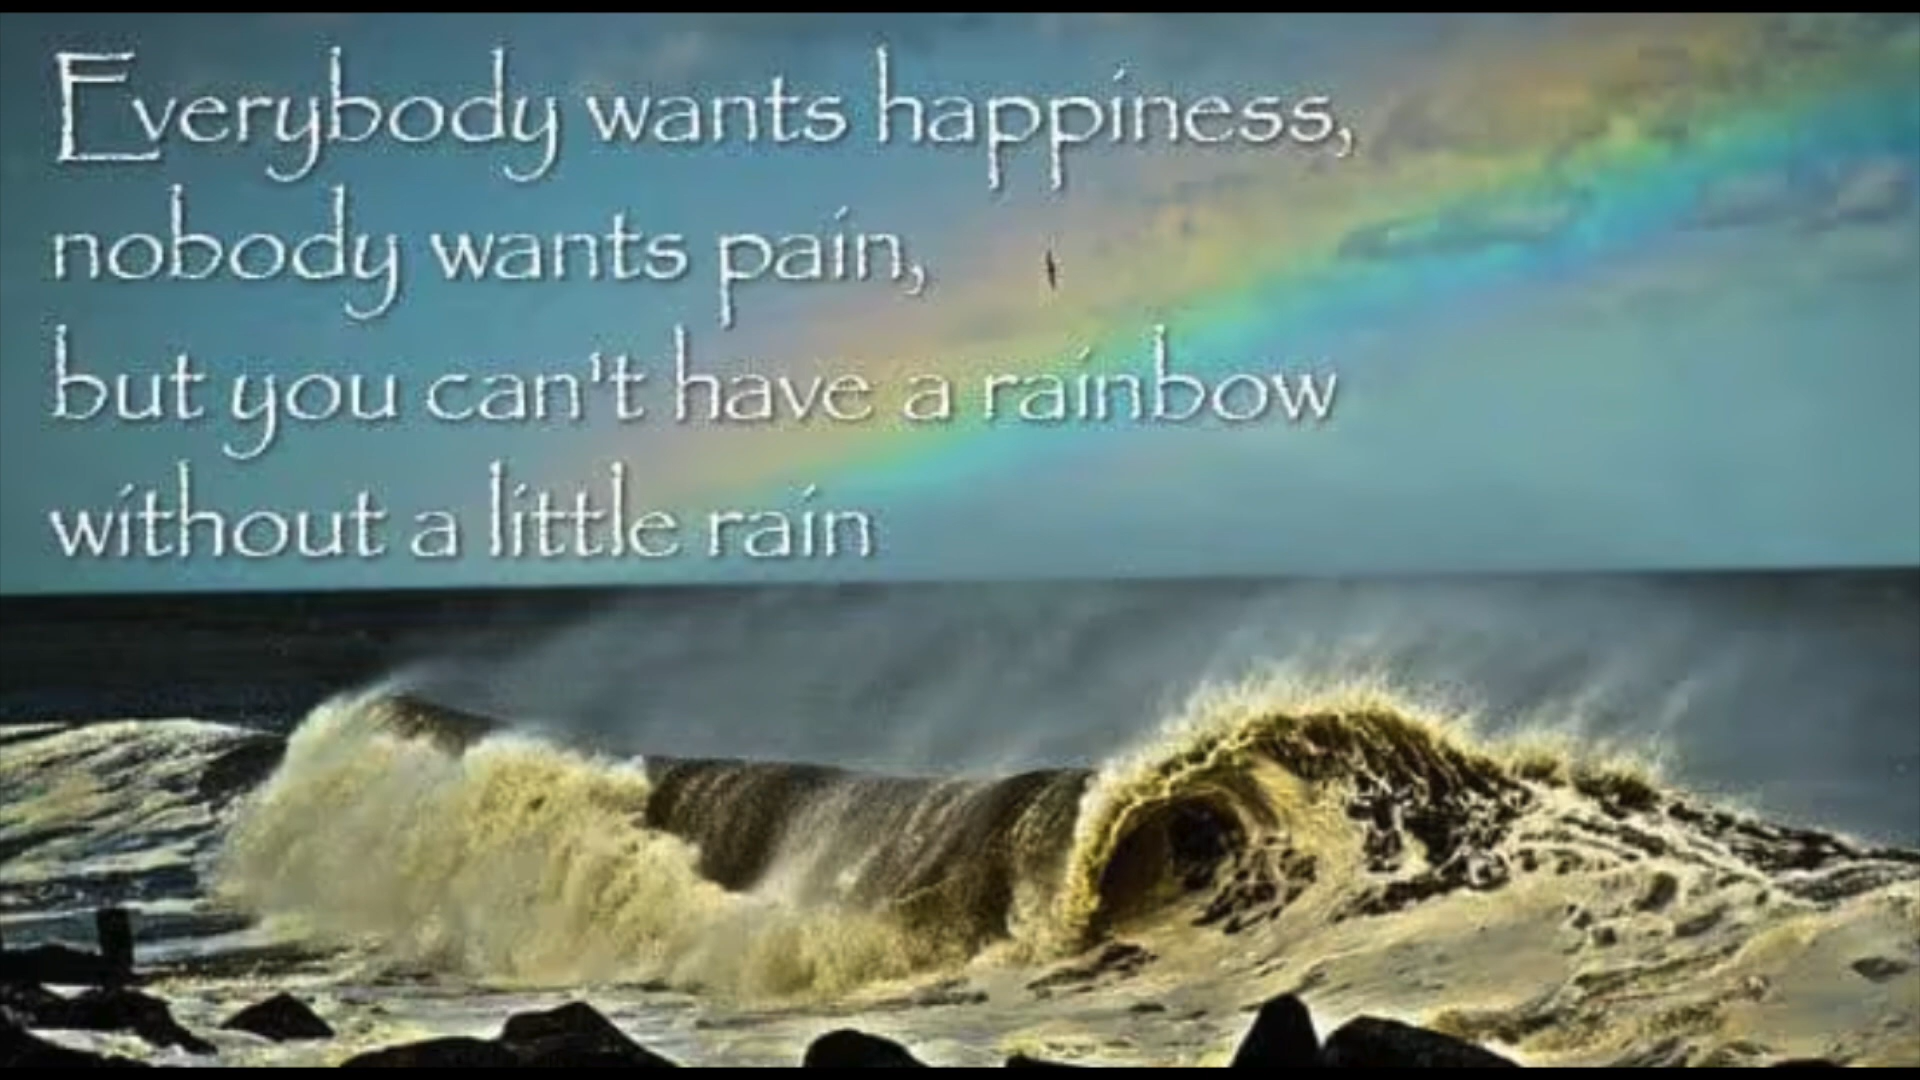 Everybody wants happiness,
nobody wants pain,
but you can't have a rainbow
without a little rain